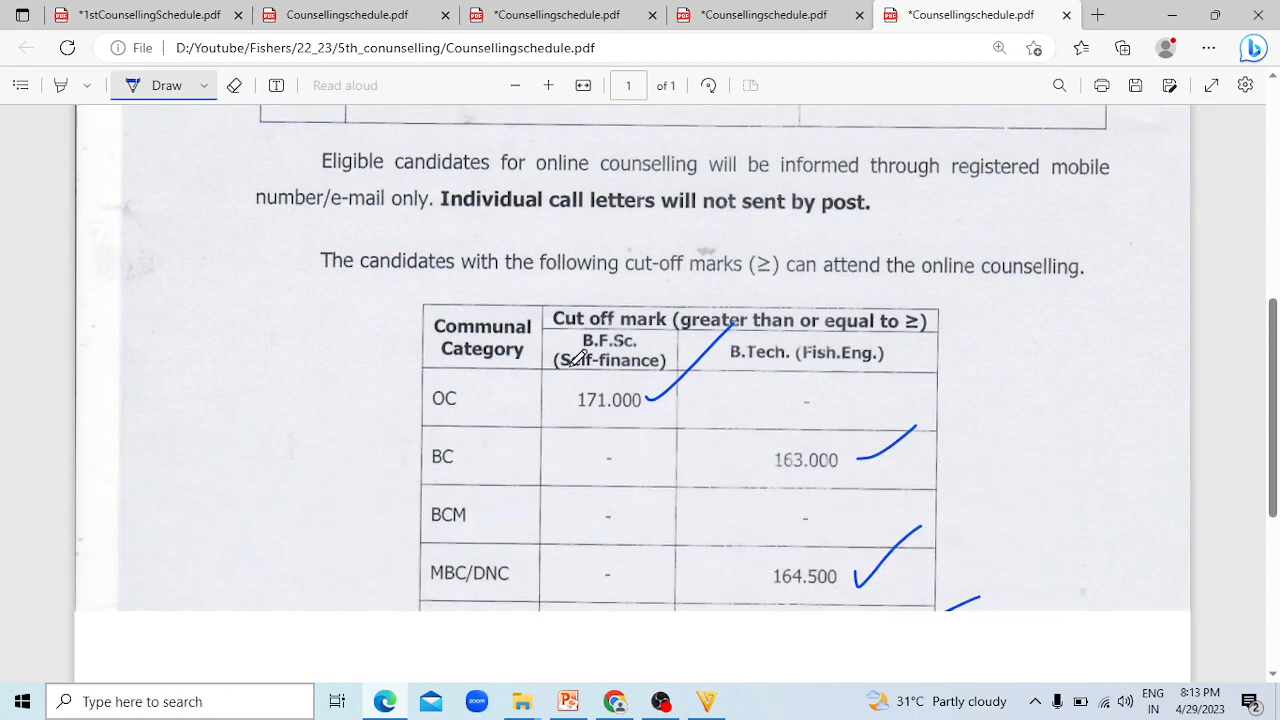 *1stCounsellingSchedule.pdf
Counsellingschedule.pdf
*Counsellingschedule.pdf
*Counsellingschedule.pdf
*Counsellingschedule.pdf
File D:/Youtube/Fishers/22_23/5th_conunselling/Counsellingschedule.pdf
Draw
Read aloud
1 of 1
Eligible candidates for online counselling will be informed through registered mobile
number/e-mail only. Individual call letters will not sent by post.
The candidates with the following cut-off marks (≥) can attend the online counselling.
Communal Category
Cut off mark (greater than or equal to ≥)
B.F.Sc. (Self-finance)
B.Tech. (Fish.Eng.)
OC 171.000 -
BC - 163.000
BCM - -
MBC/DNC - 164.500
Type here to search
zoom
31°C Partly cloudy
ENG
IN
8:13 PM
4/29/2023
2